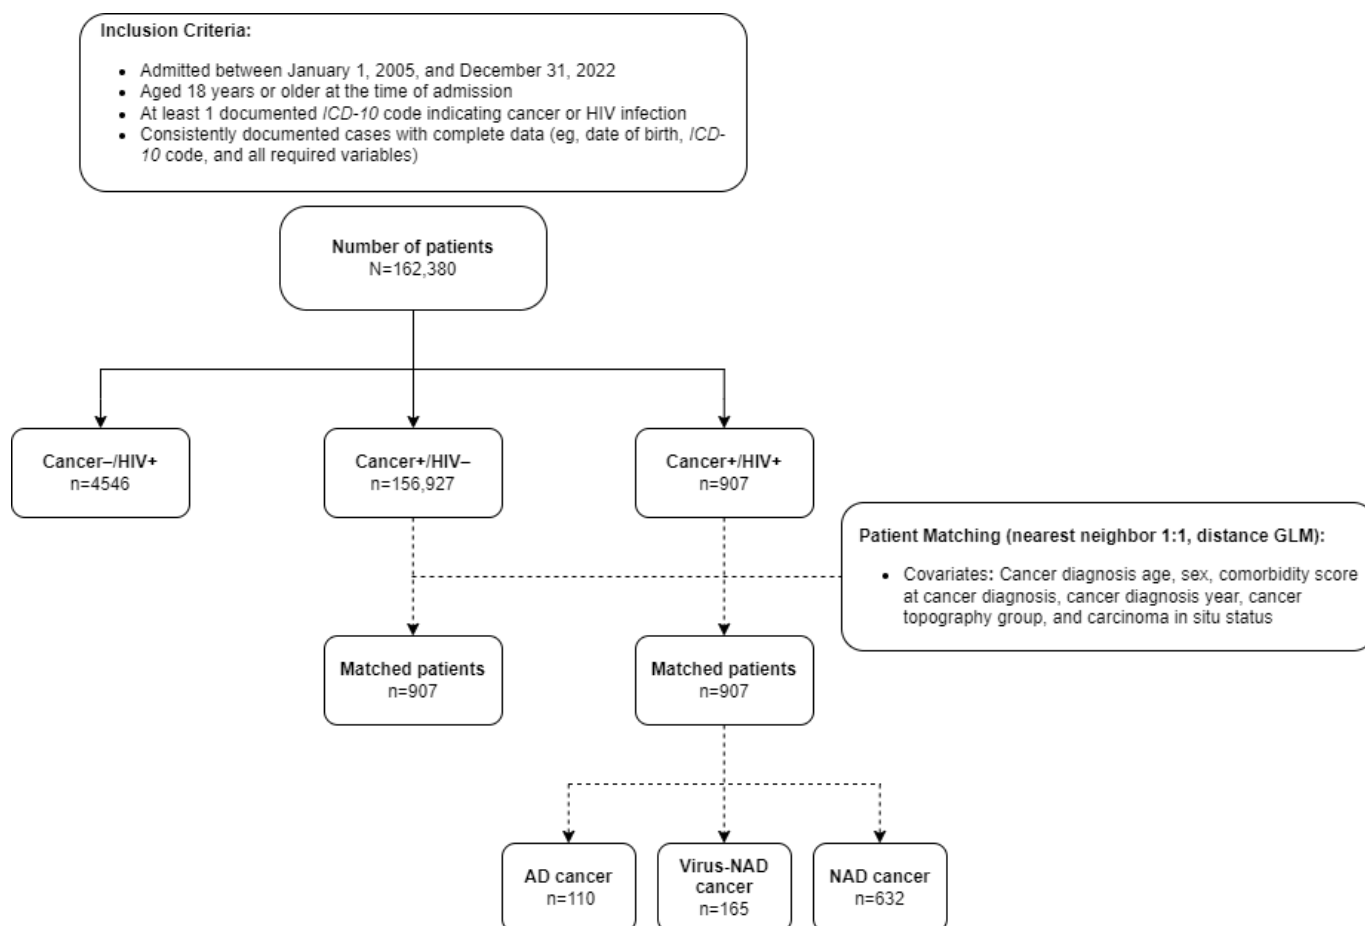 Inclusion Criteria:
• Admitted between January 1, 2005, and December 31, 2022
• Aged 18 years or older at the time of admission
• At least 1 documented ICD-10 code indicating cancer or HIV infection
• Consistently documented cases with complete data (eg, date of birth, ICD-
10 code, and all required variables)
Number of patients
N=162,380
Cancer–/HIV+
n=4546
Cancer+/HIV–
n=156,927
Cancer+/HIV+
n=907
Patient Matching (nearest neighbor 1:1, distance GLM):
• Covariates: Cancer diagnosis age, sex, comorbidity score
at cancer diagnosis, cancer diagnosis year, cancer
topography group, and carcinoma in situ status
Matched patients
n=907
Matched patients
n=907
AD cancer
n=110
Virus-NAD
cancer
n=165
NAD cancer
n=632